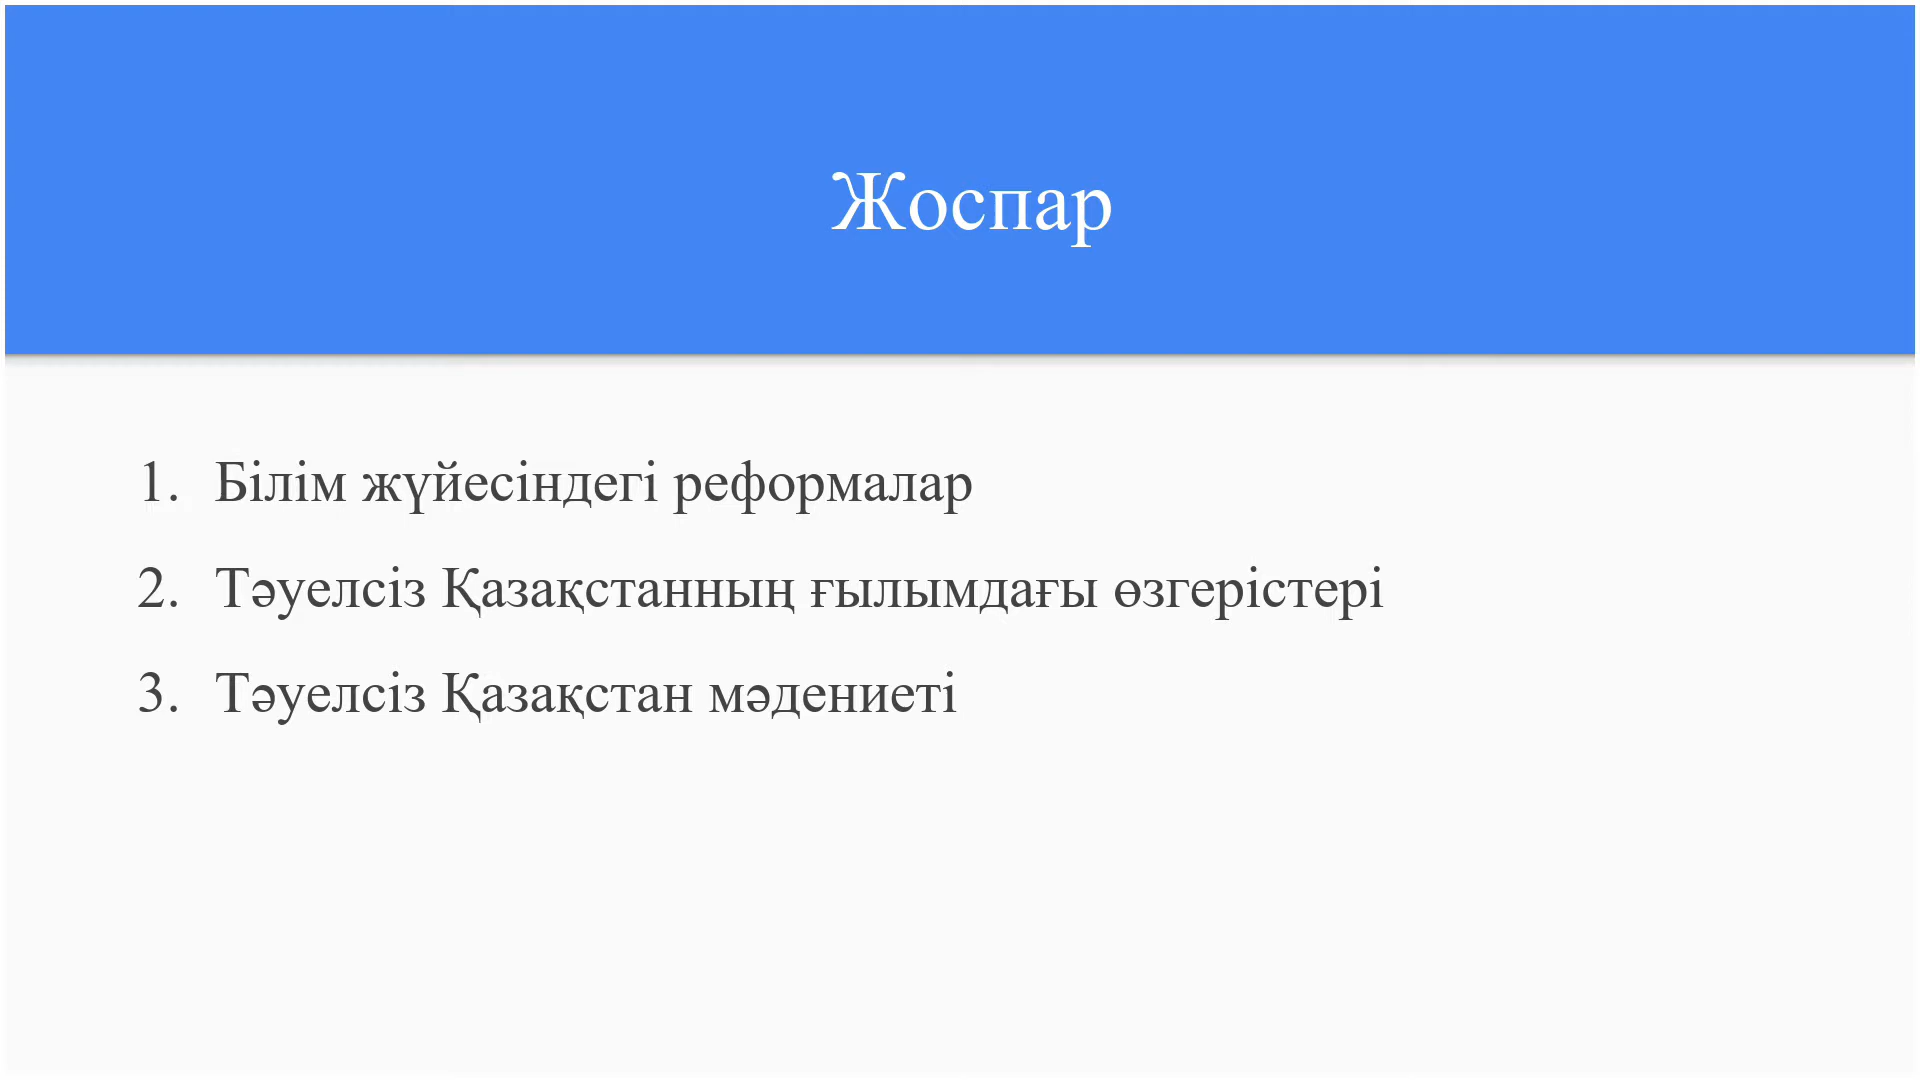 Жоспар
1. Білім жүйесіндегі реформалар
2. Тәуелсіз Қазақстанның ғылымдағы өзгерістері
3. Тәуелсіз Қазақстан мәдениеті